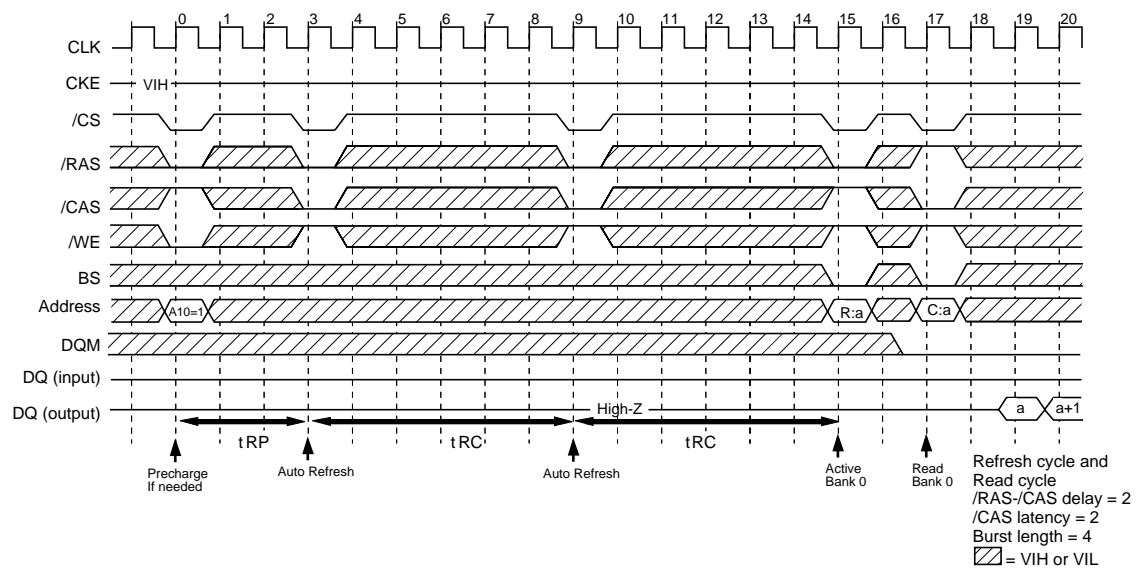 0 1 2 3 4 5 6 7 8 9 10 11 12 13 14 15 16 17 18 19 20
CLK
CKE VIH
/CS
/RAS
/CAS
/WE
BS
Address A10=1 R:a C:a
DQM
DQ (input)
DQ (output) High-Z a a+1
tRP tRC tRC
Precharge
If needed
Auto Refresh
Auto Refresh
Active
Bank 0
Read
Bank 0
Refresh cycle and
Read cycle
/RAS-/CAS delay = 2
/CAS latency = 2
Burst length = 4
= VIH or VIL